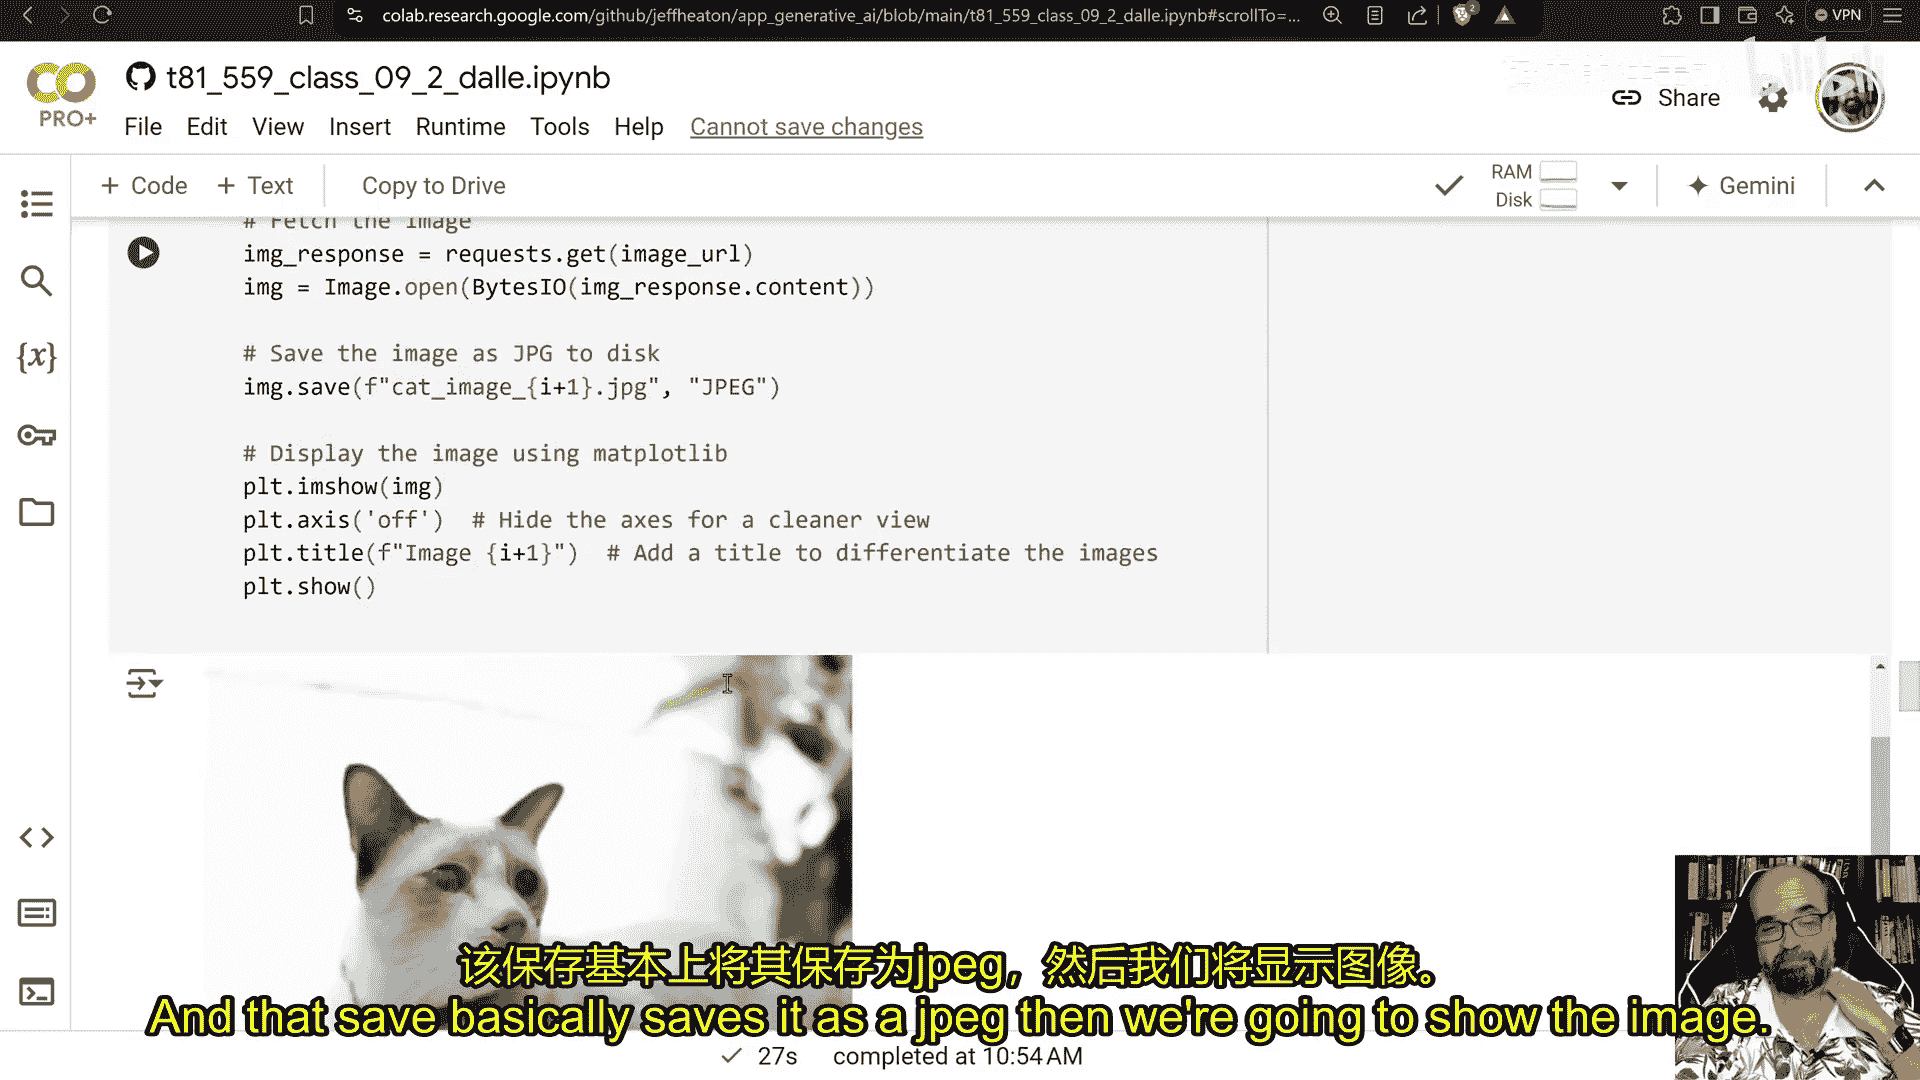 colab.research.google.com/github/jeffheaton/app_generative_ai/blob/main/t81_559_class_09_2_dalle.ipynb#scrollTo=...
2
VPN
t81_559_class_09_2_dalle.ipynb
PRO+
File Edit View Insert Runtime Tools Help Cannot save changes
Share
+ Code + Text Copy to Drive
RAM
Disk
Gemini
# Fetch the image
img_response = requests.get(image_url)
img = Image.open(BytesIO(img_response.content))
# Save the image as JPG to disk
img.save(f"cat_image_{i+1}.jpg", "JPEG")
# Display the image using matplotlib
plt.imshow(img)
plt.axis('off')  # Hide the axes for a cleaner view
plt.title(f"Image {i+1}")  # Add a title to differentiate the images
plt.show()
该保存基本上将其保存为jpeg，然后我们将显示图像。
And that save basically saves it as a jpeg then we're going to show the image.
27s completed at 10:54 AM